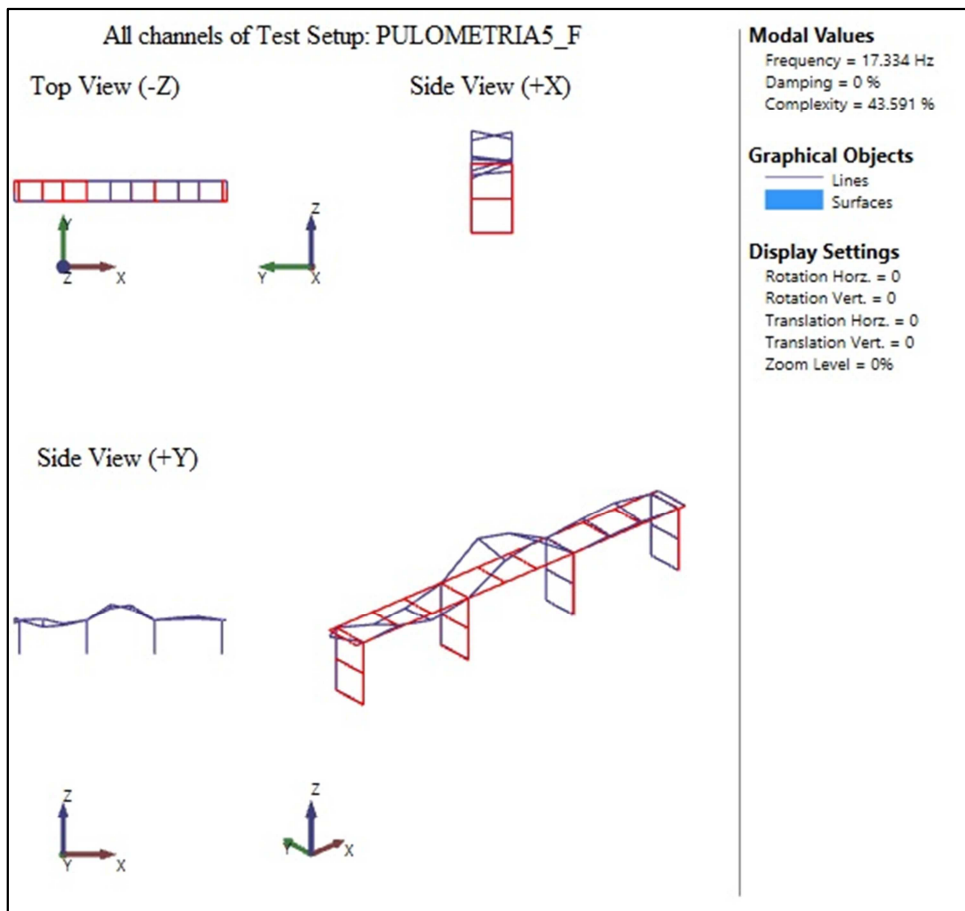 All channels of Test Setup: PULOMETRIA5_F
Top View (-Z)
Side View (+X)
Y
Z
X
Z
Y
X
Side View (+Y)
Z
Y
X
Z
Y
X
Modal Values
Frequency = 17.334 Hz
Damping = 0 %
Complexity = 43.591 %
Graphical Objects
Lines
Surfaces
Display Settings
Rotation Horz. = 0
Rotation Vert. = 0
Translation Horz. = 0
Translation Vert. = 0
Zoom Level = 0%